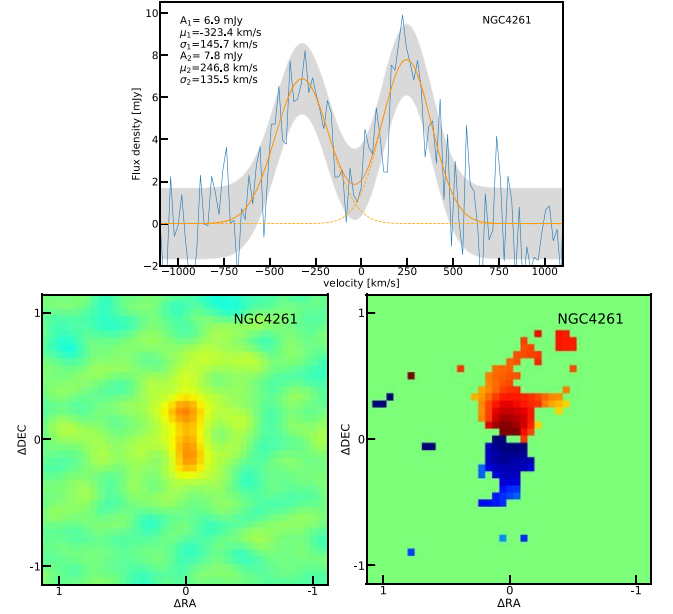 NGC4261
A₁= 6.9 mJy
μ₁=-323.4 km/s
σ₁=145.7 km/s
A₂= 7.8 mJy
μ₂=246.8 km/s
σ₂=135.5 km/s
Flux density [mJy]
10
8
6
4
2
0
−2
−1000 −750 −500 −250 0 250 500 750 1000
velocity [km/s]
NGC4261
ΔDEC
1
0
-1
1 0 -1
ΔRA
NGC4261
ΔDEC
1
0
-1
1 0 -1
ΔRA